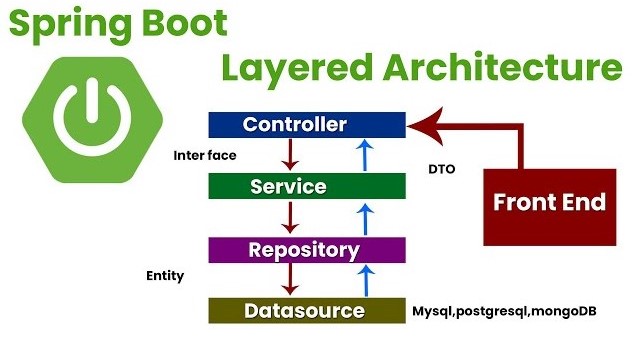 Spring Boot
Layered Architecture
Controller
Inter face
DTO
Service
Front End
Repository
Entity
Datasource
Mysql,postgresql,mongoDB